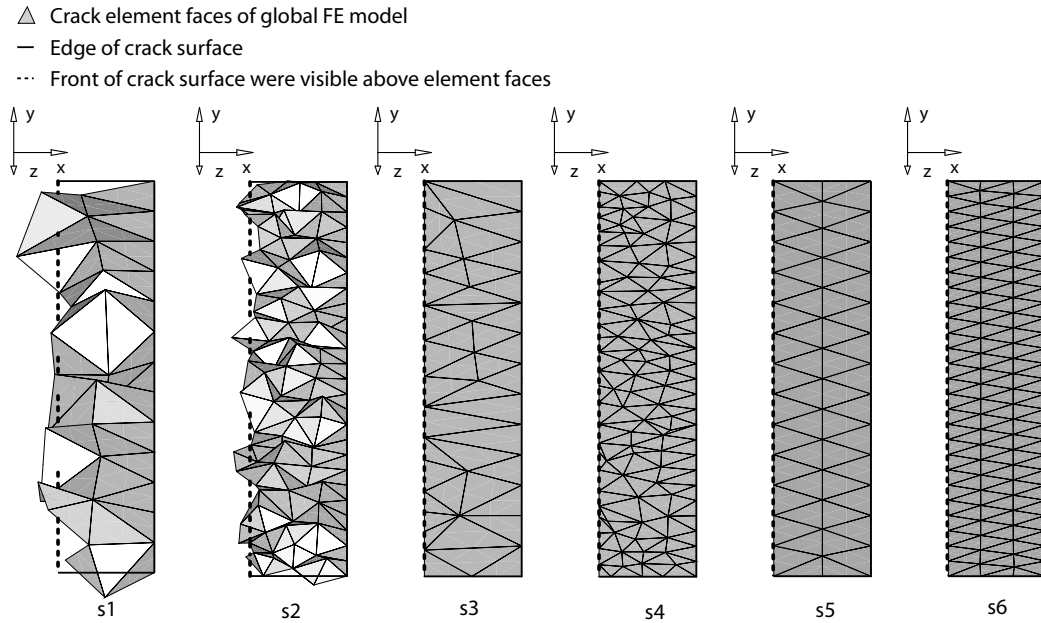 Crack element faces of global FE model
Edge of crack surface
Front of crack surface were visible above element faces
y y y y y y
z x z x z x z x z x z x
s1 s2 s3 s4 s5 s6